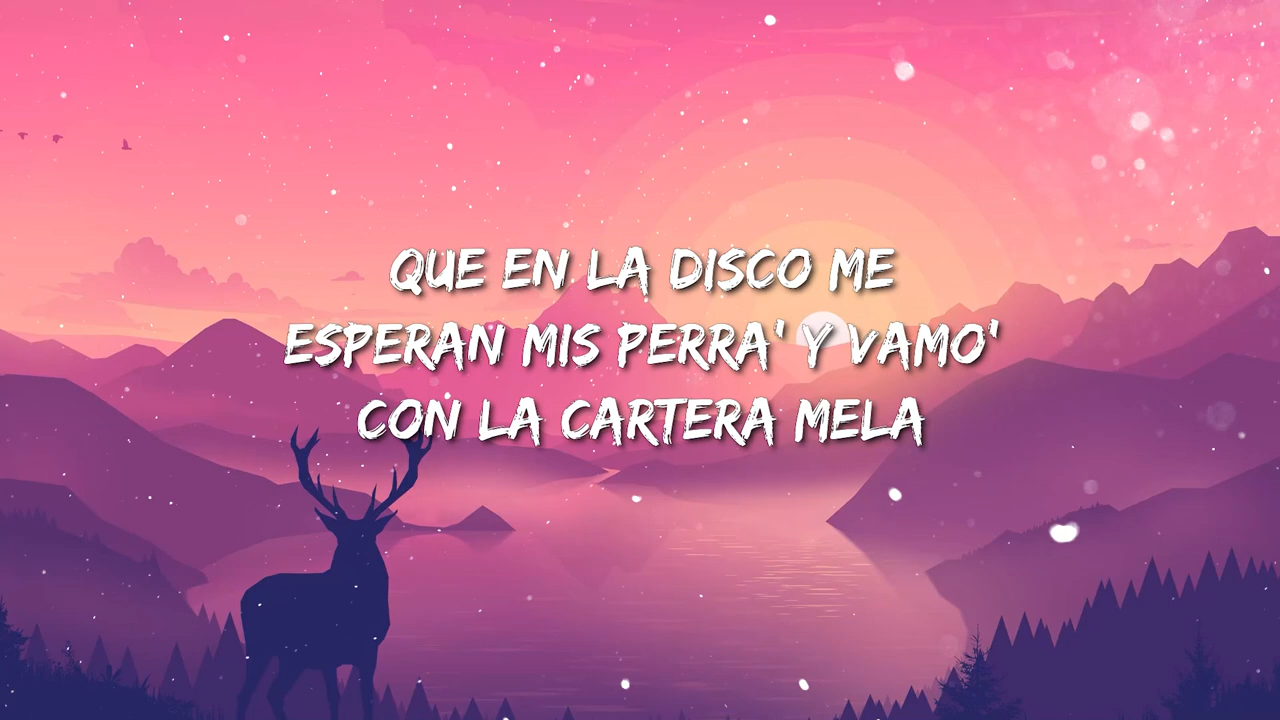 QUE EN LA DISCO ME
ESPERAN MIS PERRA' Y VAMO'
CON LA CARTERA MELA